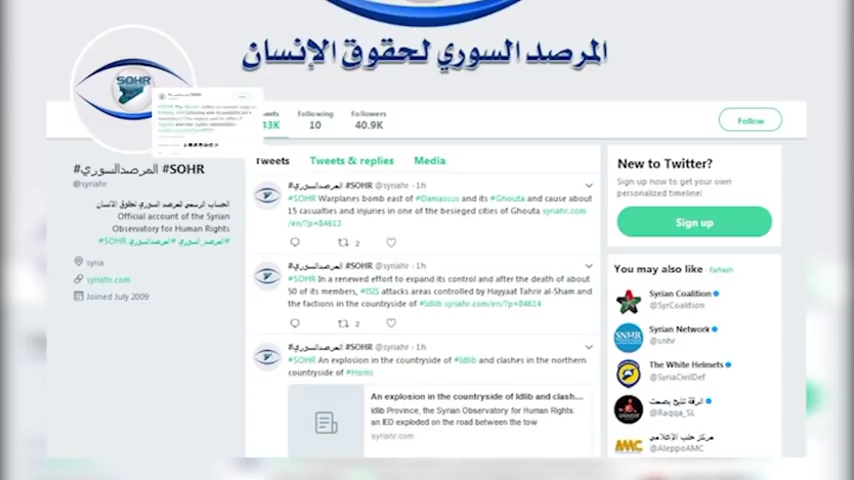 المرصد السوري لحقوق الإنسان
SOHR
Following
Followers
10
40.9K
Follow
Tweets
Tweets & replies
Media
#المرصدالسوري #SOHR
@syriahr
الحساب الرسمي للمرصد السوري لحقوق الانسان
Official account of the Syrian
Observatory for Human Rights
#المرصد_السوري #المرصدالسوري #SOHR
syria
syriahr.com
Joined July 2009
#المرصدالسوري #SOHR @syriahr · 1h
#SOHR Warplanes bomb east of #Damascus and its #Ghouta and cause about
15 casualties and injuries in one of the besieged cities of Ghouta syriahr.com
/en/?p=84613
2
#المرصدالسوري #SOHR @syriahr · 1h
#SOHR In a renewed effort to expand its control and after the death of about
50 of its members, #ISIS attacks areas controlled by Hayyaat Tahrir al-Sham and
the factions in the countryside of #Idlib syriahr.com/en/?p=84614
2
#المرصدالسوري #SOHR @syriahr · 1h
#SOHR An explosion in the countryside of #Idlib and clashes in the northern
countryside of #Homs
An explosion in the countryside of Idlib and clash...
Idlib Province, the Syrian Observatory for Human Rights:
an IED exploded on the road between the tow
syriahr.com
New to Twitter?
Sign up now to get your own
personalized timeline!
Sign up
You may also like · Refresh
Syrian Coalition
@SyrCoalition
Syrian Network
SNHR
@snhr
The White Helmets
@SyriaCivilDef
الرقة تذبح بصمت
@Raqqa_SL
مركز حلب الإعلامي
AMC
@AleppoAMC